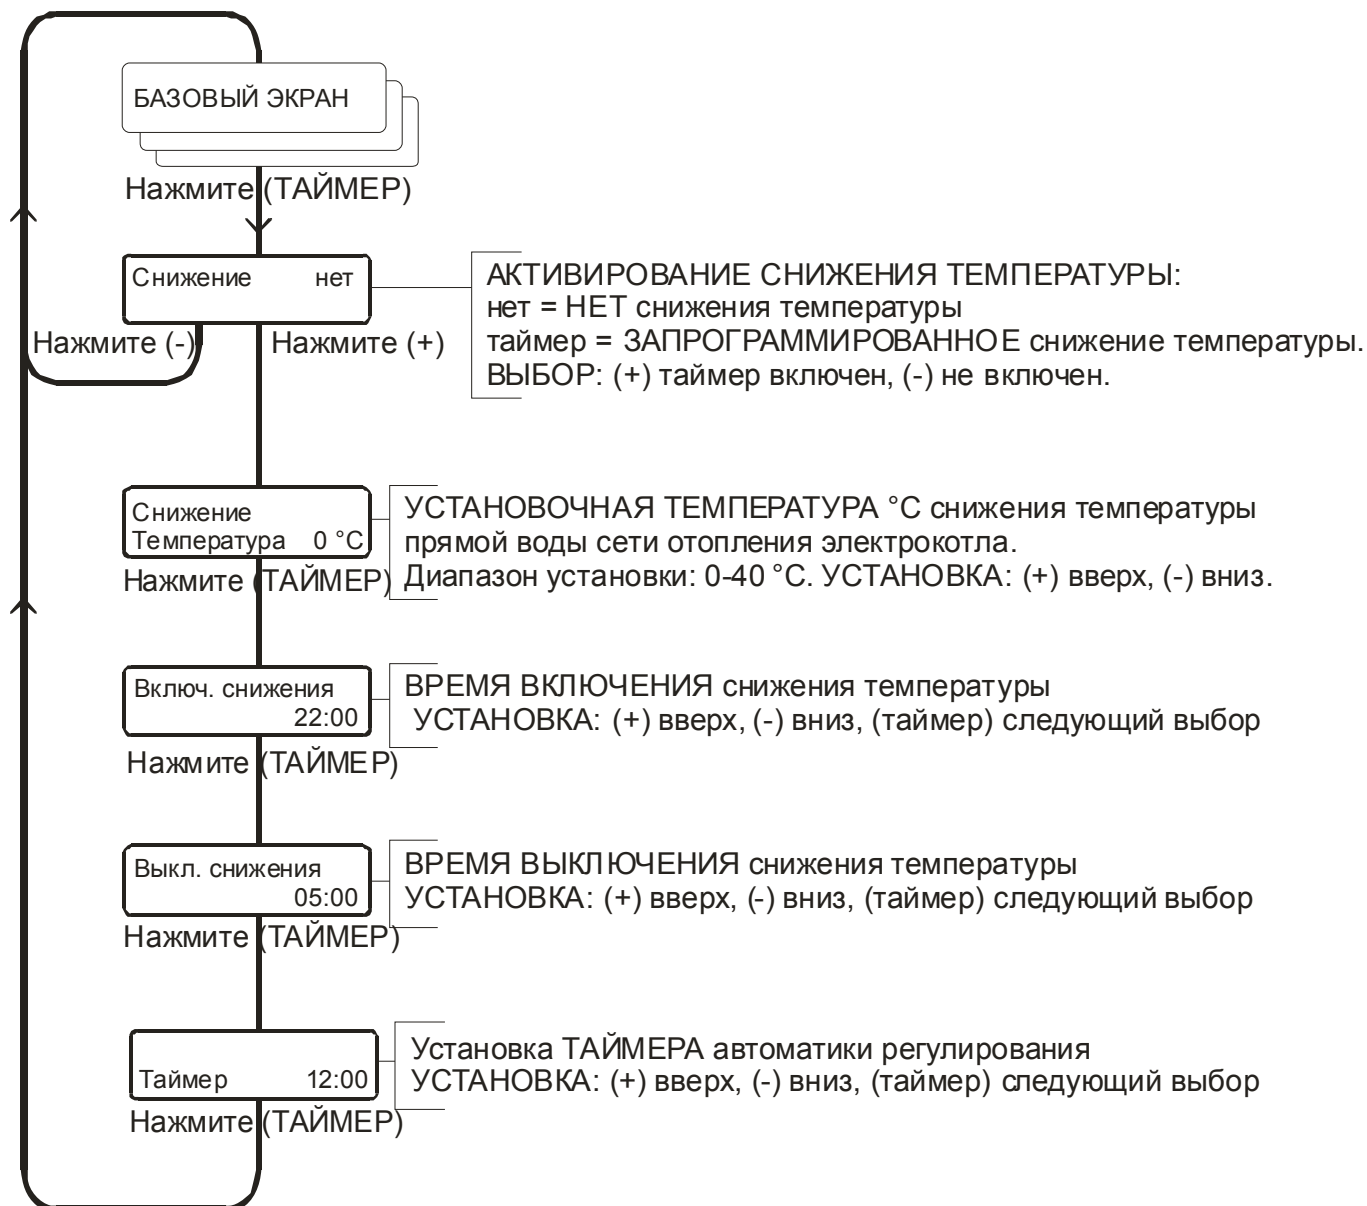 БАЗОВЫЙ ЭКРАН
Нажмите (ТАЙМЕР)
Снижение нет
АКТИВИРОВАНИЕ СНИЖЕНИЯ ТЕМПЕРАТУРЫ:
нет = НЕТ снижения температуры
таймер = ЗАПРОГРАММИРОВАННОЕ снижение температуры.
ВЫБОР: (+) таймер включен, (-) не включен.
Нажмите (-)
Нажмите (+)
Снижение
Температура 0 °C
УСТАНОВОЧНАЯ ТЕМПЕРАТУРА °C снижения температуры
прямой воды сети отопления электрокотла.
Диапазон установки: 0-40 °C. УСТАНОВКА: (+) вверх, (-) вниз.
Нажмите (ТАЙМЕР)
Включ. снижения
22:00
ВРЕМЯ ВКЛЮЧЕНИЯ снижения температуры
УСТАНОВКА: (+) вверх, (-) вниз, (таймер) следующий выбор
Нажмите (ТАЙМЕР)
Выкл. снижения
05:00
ВРЕМЯ ВЫКЛЮЧЕНИЯ снижения температуры
УСТАНОВКА: (+) вверх, (-) вниз, (таймер) следующий выбор
Нажмите (ТАЙМЕР)
Таймер 12:00
Установка ТАЙМЕРА автоматики регулирования
УСТАНОВКА: (+) вверх, (-) вниз, (таймер) следующий выбор
Нажмите (ТАЙМЕР)